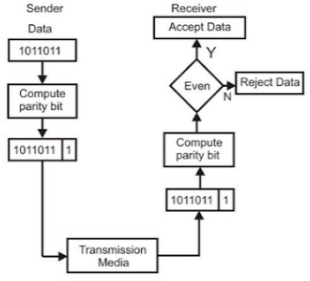 Sender
Receiver
Data
Accept Data
1011011
Y
Even
Reject Data
N
Compute
parity bit
Compute
parity bit
1011011 1
1011011 1
Transmission
Media